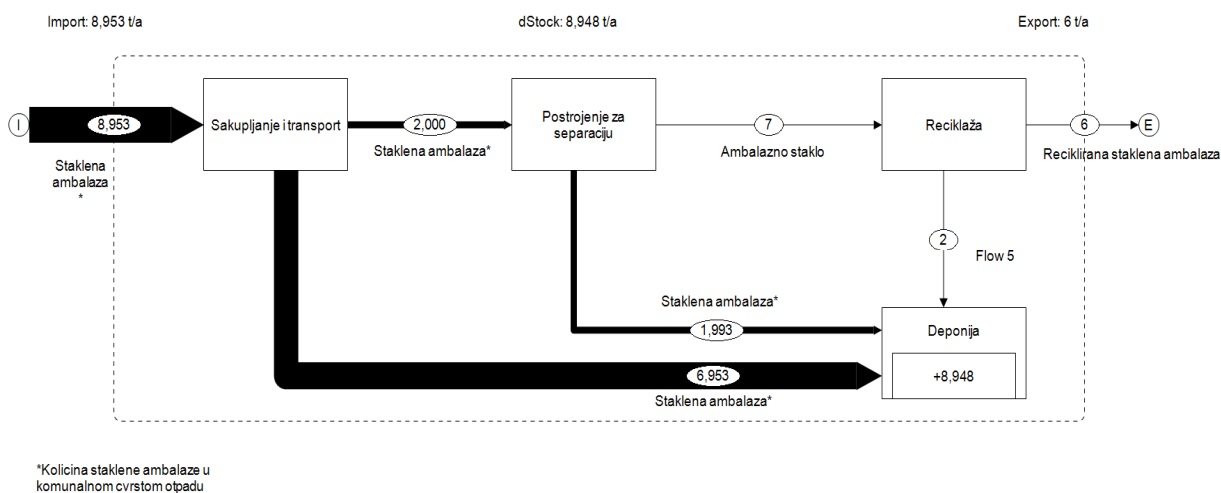 Import: 8,953 t/a
dStock: 8,948 t/a
Export: 6 t/a
I
8,953
Staklena
ambalaza
*
Sakupljanje i transport
2,000
Staklena ambalaza*
Postrojenje za
separaciju
7
Ambalazno staklo
Reciklaža
6
E
Reciklirana staklena ambalaza
2
Flow 5
Staklena ambalaza*
1,993
Deponija
+8,948
6,953
Staklena ambalaza*
*Kolicina staklene ambalaze u
komunalnom cvrstom otpadu